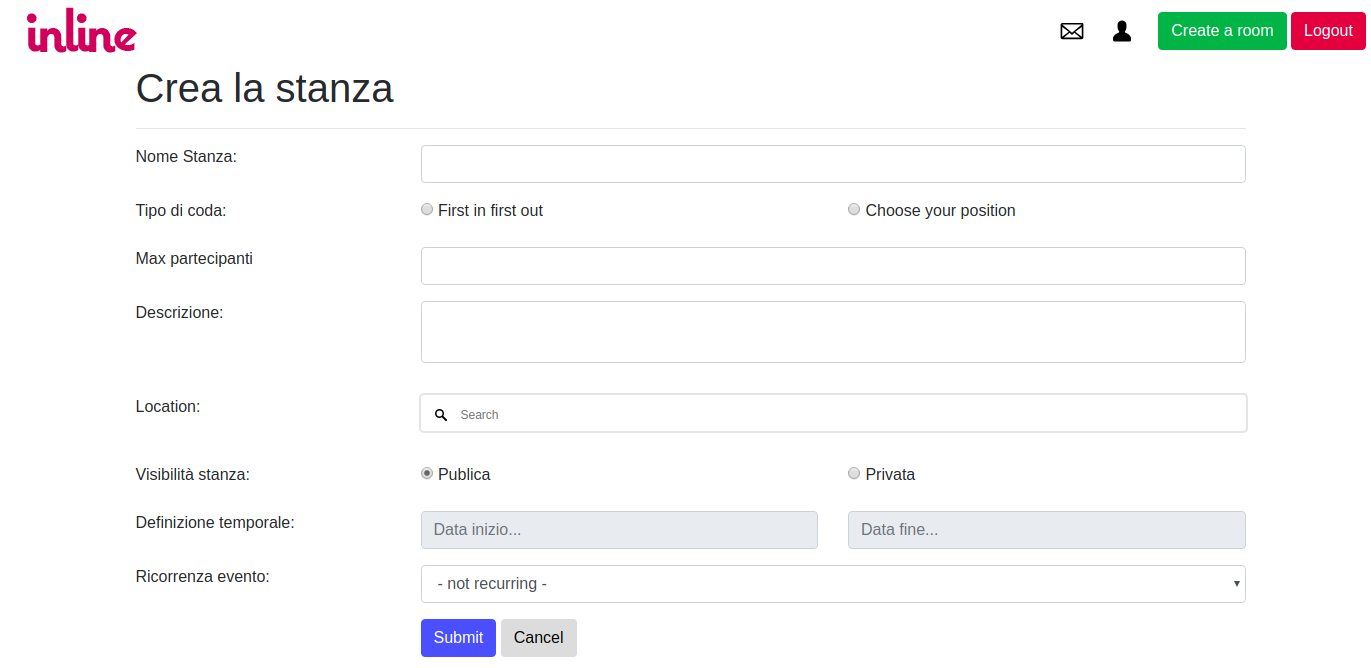 inline
Create a room Logout
Crea la stanza
Nome Stanza:
Tipo di coda: First in first out Choose your position
Max partecipanti
Descrizione:
Location: Search
Visibilità stanza: Publica Privata
Definizione temporale: Data inizio... Data fine...
Ricorrenza evento: - not recurring -
Submit Cancel